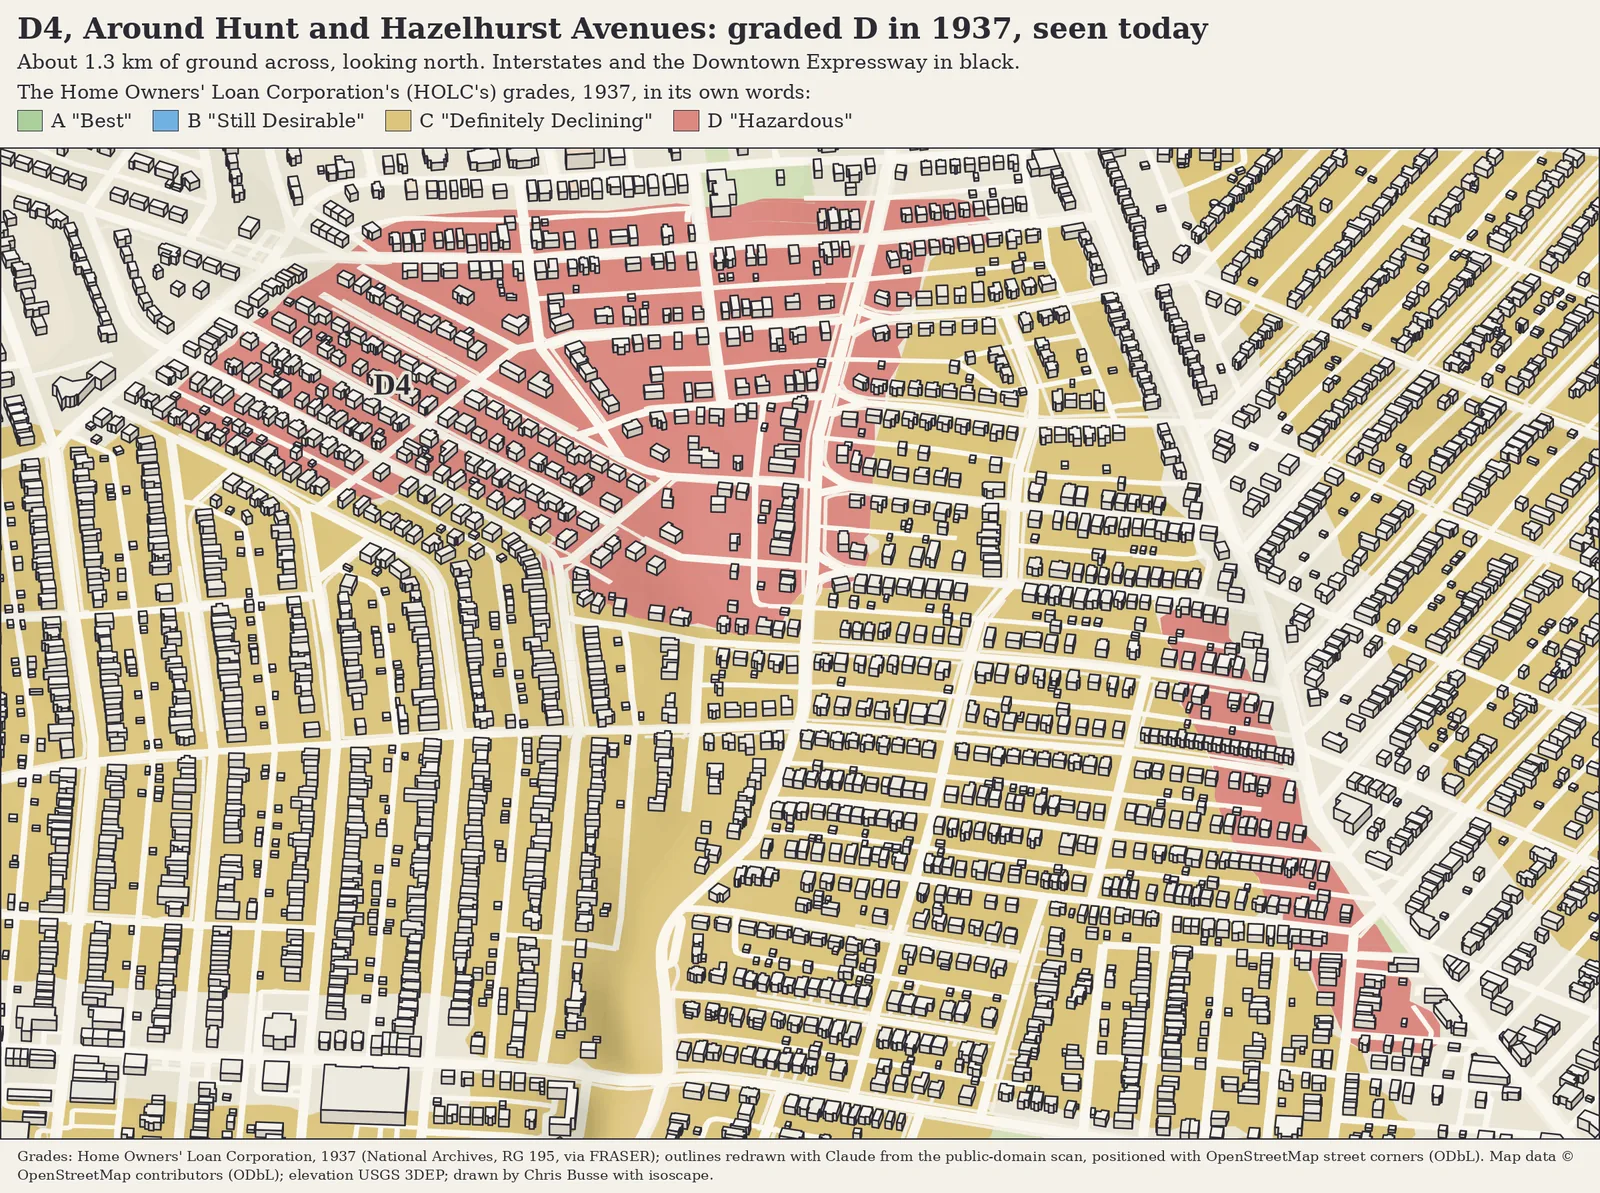 D4, Around Hunt and Hazelhurst Avenues: graded D in 1937, seen today
About 1.3 km of ground across, looking north. Interstates and the Downtown Expressway in black.
The Home Owners' Loan Corporation's (HOLC's) grades, 1937, in its own words:
A "Best" B "Still Desirable" C "Definitely Declining" D "Hazardous"
D4
Grades: Home Owners' Loan Corporation, 1937 (National Archives, RG 195, via FRASER); outlines redrawn with Claude from the public-domain scan, positioned with OpenStreetMap street corners (ODbL). Map data ©
OpenStreetMap contributors (ODbL); elevation USGS 3DEP; drawn by Chris Busse with isoscape.